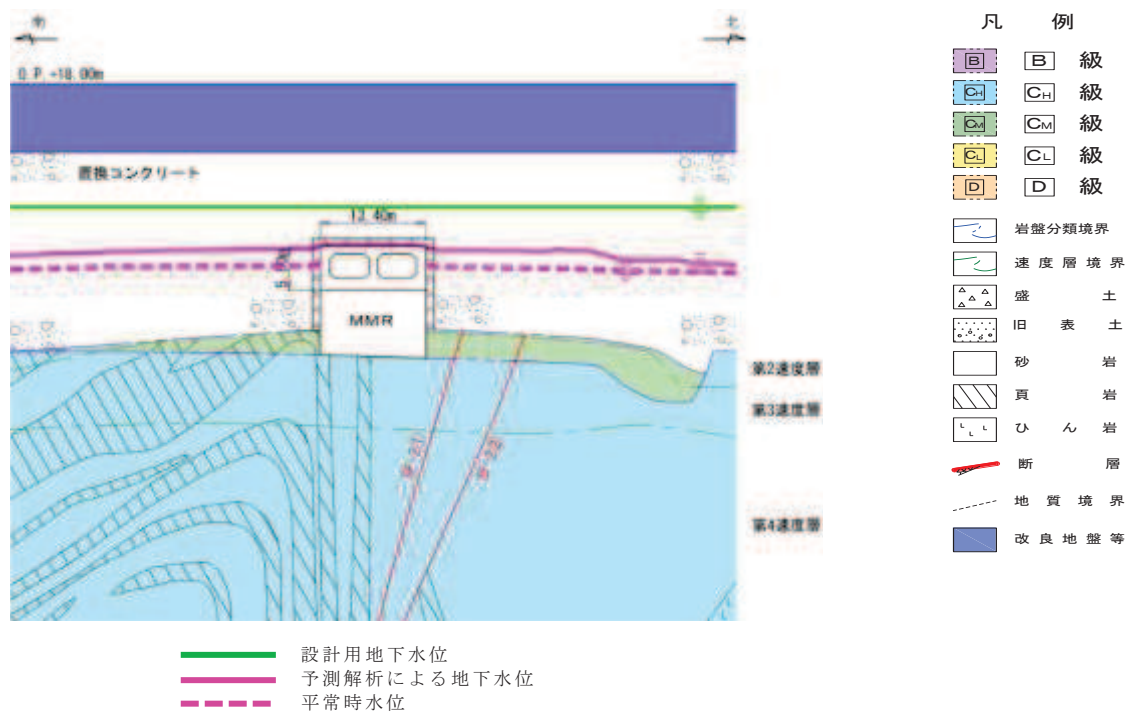 南
北
O.P.+18.00m
置換コンクリート
13.40m
MMR
第2速度層
第3速度層
第4速度層
凡 例
B B 級
CH CH 級
CM CM 級
CL CL 級
D D 級
岩盤分類境界
速度層境界
盛土
旧表土
砂岩
頁岩
ひん岩
断層
地質境界
改良地盤等
設計用地下水位
予測解析による地下水位
平常時水位